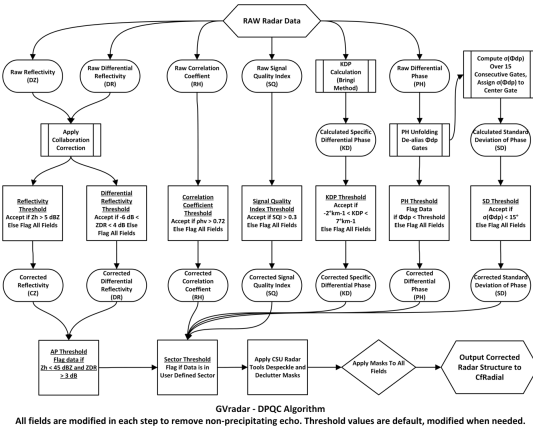 RAW Radar Data
Raw Reflectivity
(DZ)
Raw Differential
Reflectivity
(DR)
Raw Correlation
Coeffient
(RH)
Raw Signal
Quality Index
(SQ)
KDP
Calculation
(Bringi
Method)
Raw Differential
Phase
(PH)
Compute σ(Φdp)
Over 15
Consecutive Gates,
Assign σ(Φdp) to
Center Gate
Apply
Collaboration
Correction
Calculated Specific
Differential Phase
(KD)
PH Unfolding
De-alias Φdp
Gates
Calculated Standard
Deviation of Phase
(SD)
Reflectivity
Threshold
Accept if Zh > 5 dBZ
Else Flag All Fields
Differential
Reflectivity
Threshold
Accept if -6 dB <
ZDR < 4 dB Else
Flag All Fields
Correlation
Coefficient
Threshold
Accept if phv > 0.72
Else Flag All Fields
Signal Quality
Index Threshold
Accept if SQI > 0.3
Else Flag All Fields
KDP Threshold
Accept if
-2°km-1 < KDP <
7°km-1
Else Flag All Fields
PH Threshold
Flag Data
if Φdp < Threshold
Else Flag All Fields
SD Threshold
Accept if
σ(Φdp) < 15°
Else Flag All Fields
Corrected
Reflectivity
(CZ)
Corrected
Differential
Reflectivity
(DR)
Corrected
Correlation
Coeffient
(RH)
Corrected Signal
Quality Index
(SQ)
Corrected Specific
Differential Phase
(KD)
Corrected
Differential
Phase
(PH)
Corrected Standard
Deviation of Phase
(SD)
AP Threshold
Flag data if
Zh < 45 dBZ and ZDR
> 3 dB
Sector Threshold
Flag if Data is in
User Defined Sector
Apply CSU Radar
Tools Despeckle and
Declutter Masks
Apply Masks To All
Fields
Output Corrected
Radar Structure to
CfRadial
GVradar - DPQC Algorithm
All fields are modified in each step to remove non-precipitating echo. Threshold values are default, modified when needed.